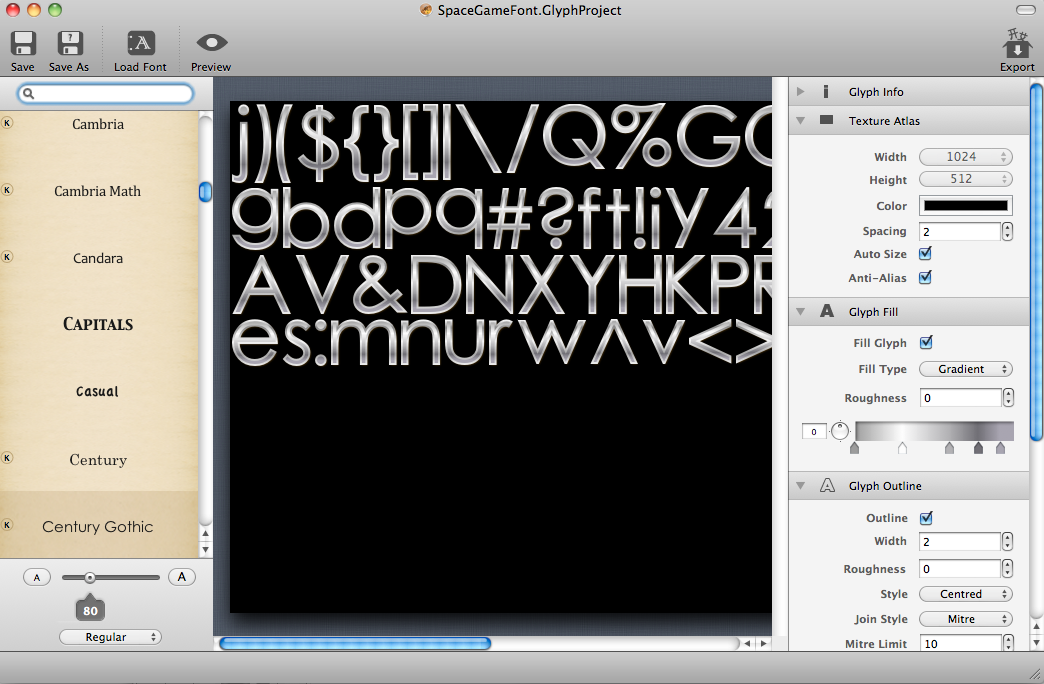 SpaceGameFont.GlyphProject
Save Save As Load Font Preview Export
K Cambria
K Cambria Math
K Candara
CAPITALS
Casual
K Century
K Century Gothic
A A
80
Regular
j)(${}[]|\/Q%G
gbdpq#?ft!iy4
AV&DNXYHKP
es:mnurwʌv<>
Glyph Info
Texture Atlas
Width 1024
Height 512
Color
Spacing 2
Auto Size
Anti-Alias
Glyph Fill
Fill Glyph
Fill Type Gradient
Roughness 0
0
Glyph Outline
Outline
Width 2
Roughness 0
Style Centred
Join Style Mitre
Mitre Limit 10